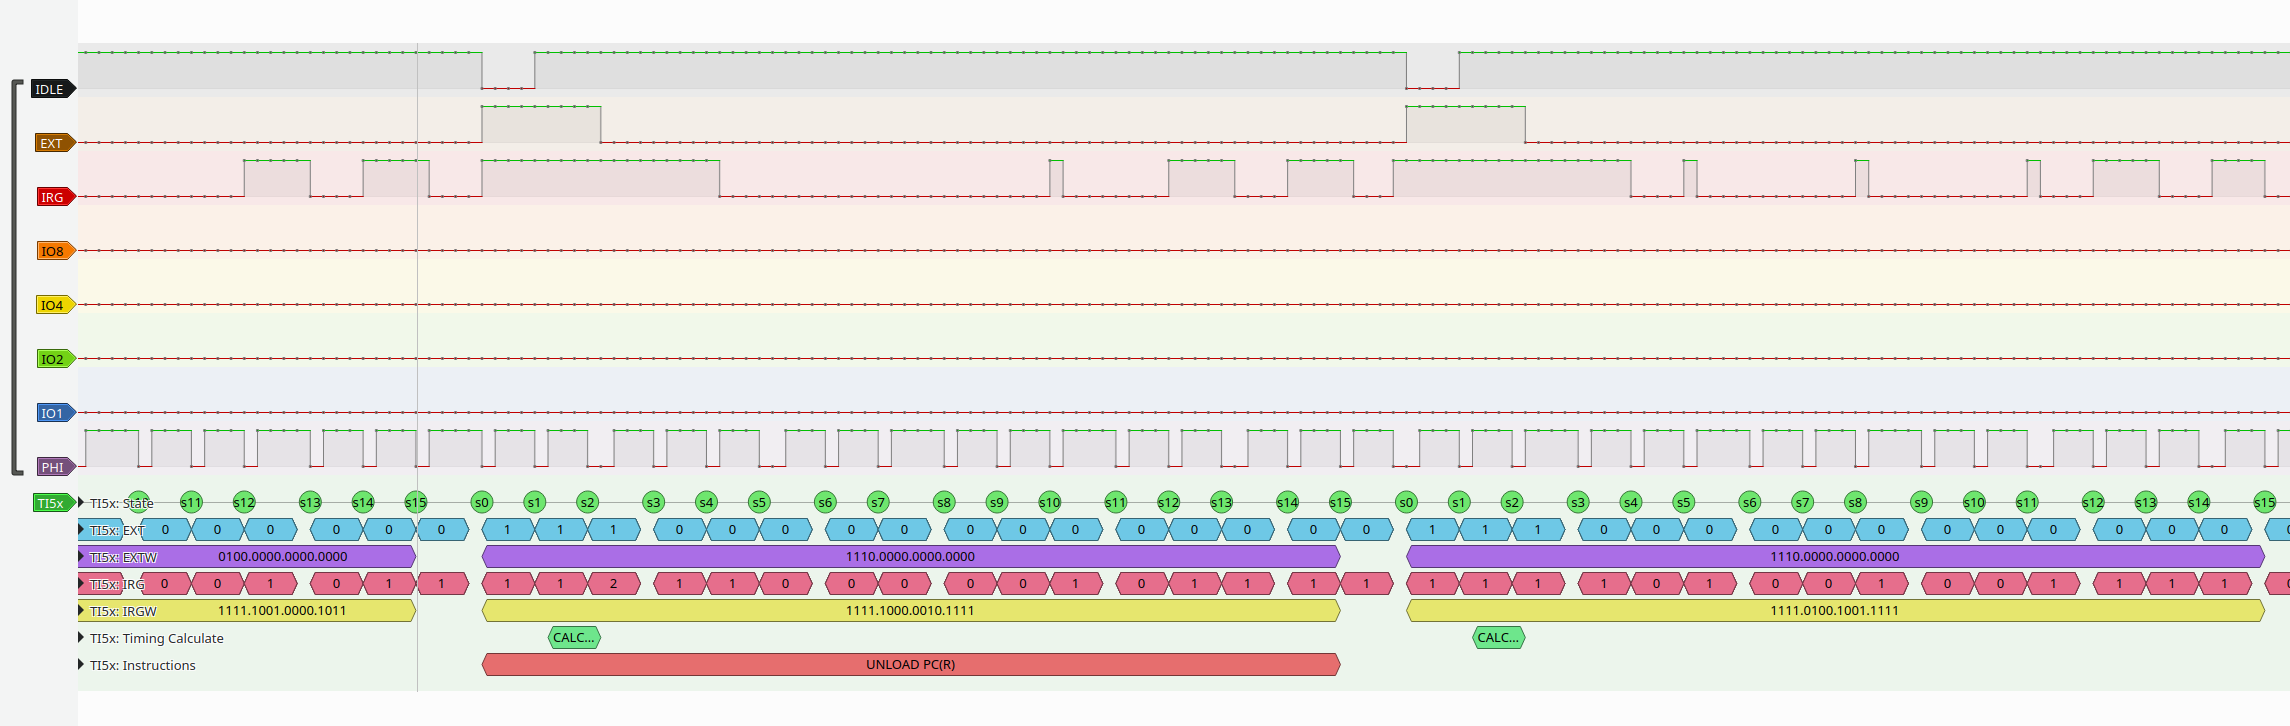 IDLE
EXT
IRG
IO8
IO4
IO2
IO1
PHI
TI5x TI5x: State s11 s12 s13 s14 s15 s0 s1 s2 s3 s4 s5 s6 s7 s8 s9 s10 s11 s12 s13 s14 s15 s0 s1 s2 s3 s4 s5 s6 s7 s8 s9 s10 s11 s12 s13 s14 s15
TI5x: EXT 0 0 0 0 0 0 1 1 1 0 0 0 0 0 0 0 0 0 0 0 0 0 1 1 1 0 0 0 0 0 0 0 0 0 0 0 0
TI5x: EXTW 0100.0000.0000.0000 1110.0000.0000.0000 1110.0000.0000.0000
TI5x: IRG 0 0 1 0 1 1 1 1 2 1 1 0 0 0 0 0 1 0 1 1 1 1 1 1 1 1 0 1 0 0 1 0 0 1 1 1 1
TI5x: IRGW 1111.1001.0000.1011 1111.1000.0010.1111 1111.0100.1001.1111
TI5x: Timing Calculate CALC... CALC...
TI5x: Instructions UNLOAD PC(R)